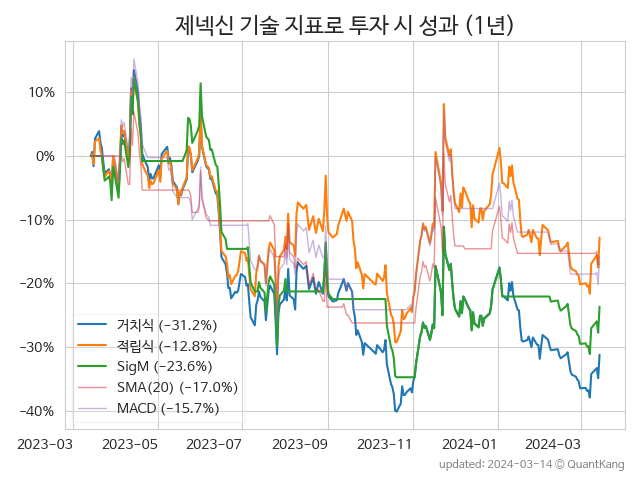 제넥신 기술 지표로 투자 시 성과 (1년)
10%
0%
−10%
−20%
−30%
−40%
거치식 (−31.2%)
적립식 (−12.8%)
SigM (−23.6%)
SMA(20) (−17.0%)
MACD (−15.7%)
2023-03 2023-05 2023-07 2023-09 2023-11 2024-01 2024-03
updated: 2024-03-14 © QuantKang